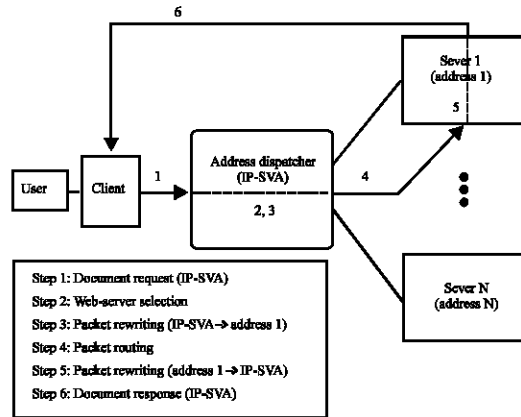 6
Sever 1
(address 1)
5
Address dispatcher
(IP-SVA)
User
Client
1
4
2, 3
Sever N
(address N)
Step 1: Document request (IP-SVA)
Step 2: Web-server selection
Step 3: Packet rewriting (IP-SVA→ address 1)
Step 4: Packet routing
Step 5: Packet rewriting (address 1→IP-SVA)
Step 6: Document response (IP-SVA)